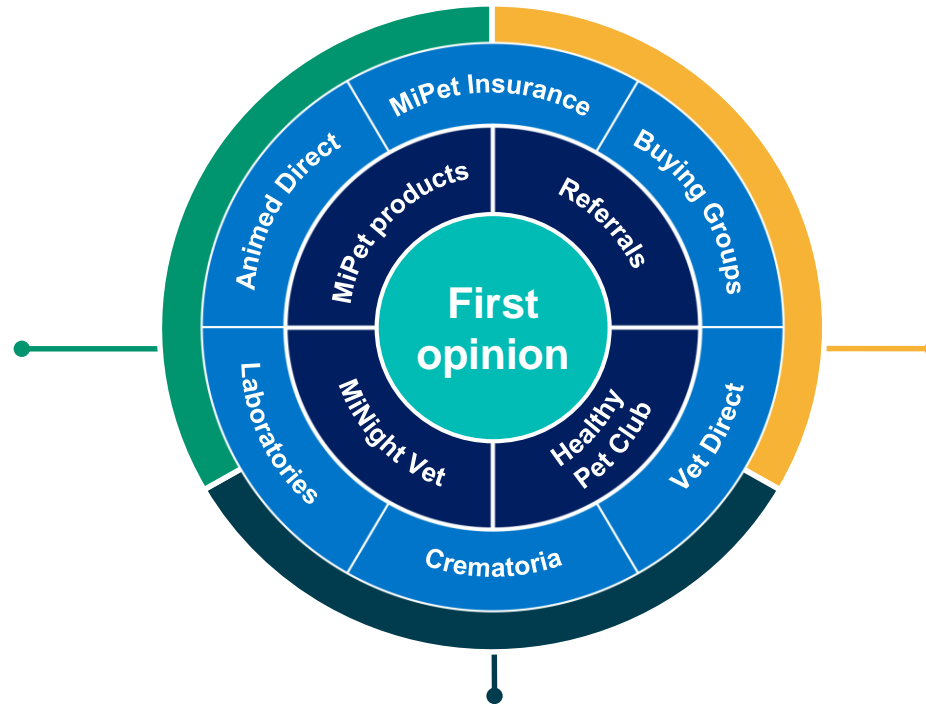 MiPet Insurance
Animed Direct
Buying Groups
MiPet products
Referrals
First
opinion
Laboratories
MiNight Vet
Healthy
Pet Club
Vet Direct
Crematoria